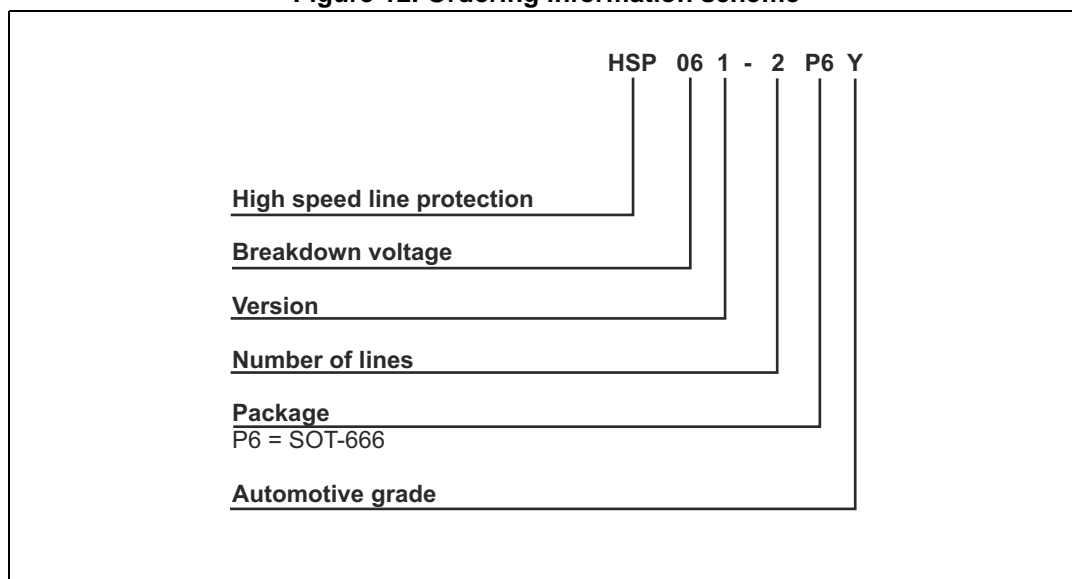 Figure 12. Ordering information scheme
HSP 06 1 - 2 P6 Y
High speed line protection
Breakdown voltage
Version
Number of lines
Package
P6 = SOT-666
Automotive grade